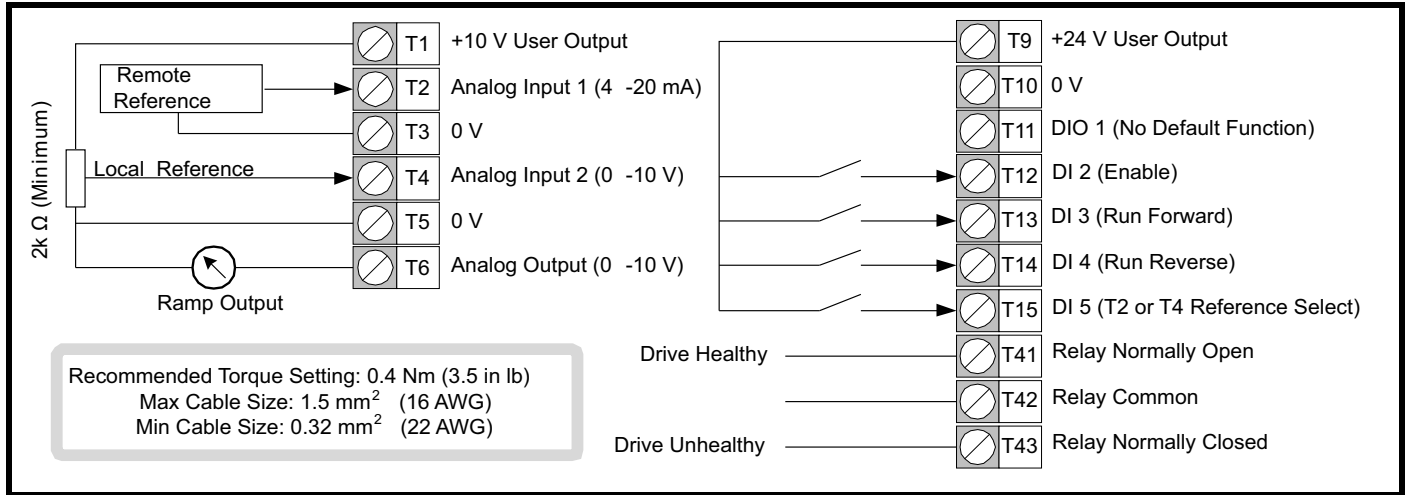 T1 +10 V User Output
Remote
Reference
T2 Analog Input 1 (4 -20 mA)
T3 0 V
2k Ω (Minimum)
Local Reference
T4 Analog Input 2 (0 -10 V)
T5 0 V
T6 Analog Output (0 -10 V)
Ramp Output
Recommended Torque Setting: 0.4 Nm (3.5 in lb)
Max Cable Size: 1.5 mm² (16 AWG)
Min Cable Size: 0.32 mm² (22 AWG)
T9 +24 V User Output
T10 0 V
T11 DIO 1 (No Default Function)
T12 DI 2 (Enable)
T13 DI 3 (Run Forward)
T14 DI 4 (Run Reverse)
T15 DI 5 (T2 or T4 Reference Select)
Drive Healthy T41 Relay Normally Open
T42 Relay Common
Drive Unhealthy T43 Relay Normally Closed